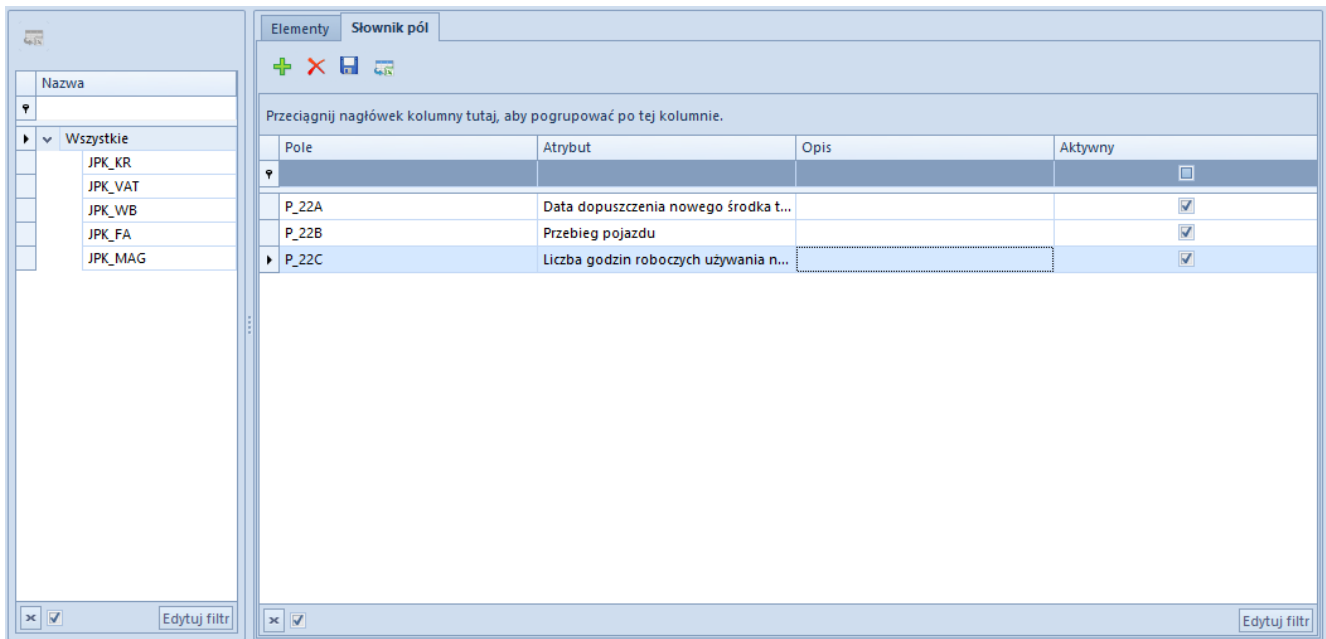 Nazwa
Wszystkie
JPK_KR
JPK_VAT
JPK_WB
JPK_FA
JPK_MAG
Edytuj filtr
Elementy Słownik pól
Przeciągnij nagłówek kolumny tutaj, aby pogrupować po tej kolumnie.
Pole Atrybut Opis Aktywny
P_22A Data dopuszczenia nowego środka t...
P_22B Przebieg pojazdu
P_22C Liczba godzin roboczych używania n...
Edytuj filtr